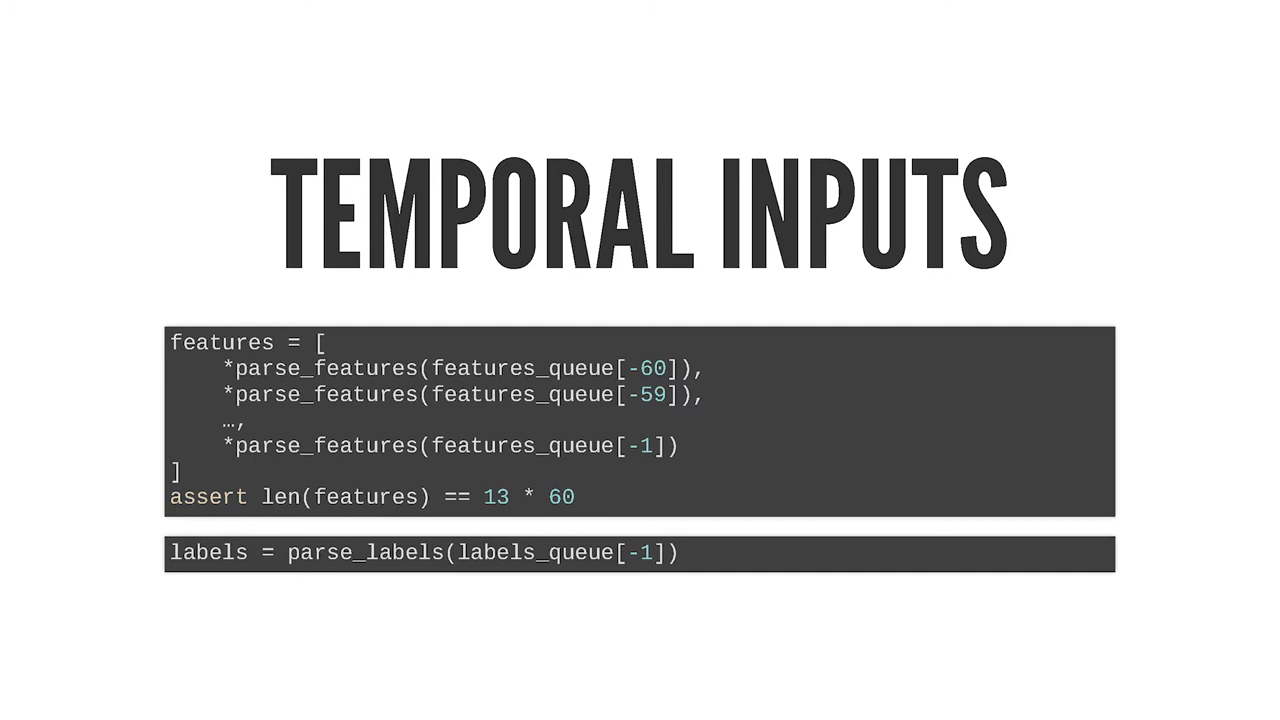 TEMPORAL INPUTS
features = [
    *parse_features(features_queue[-60]),
    *parse_features(features_queue[-59]),
    …,
    *parse_features(features_queue[-1])
]
assert len(features) == 13 * 60
labels = parse_labels(labels_queue[-1])